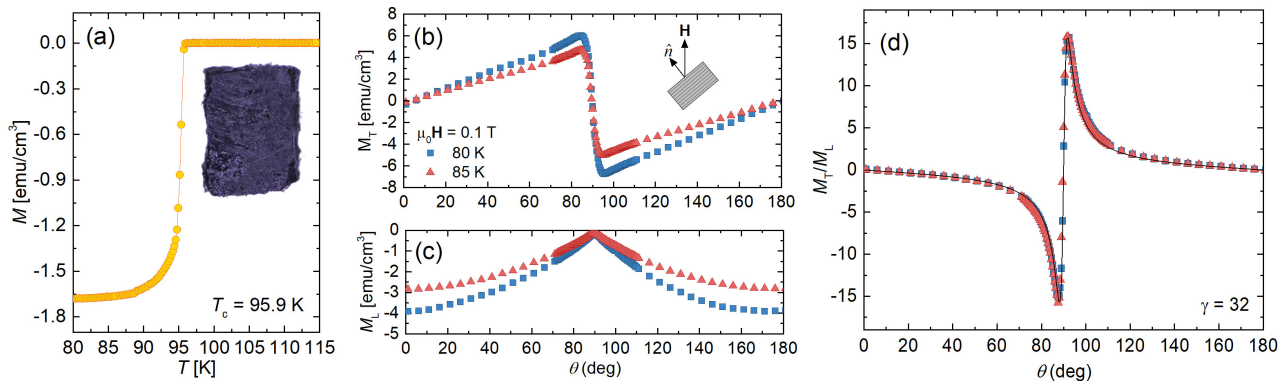 (a)
0.0
-0.3
-0.6
-0.9
-1.2
-1.5
-1.8
M [emu/cm³]
T_c = 95.9 K
80 85 90 95 100 105 110 115
T [K]
(b)
8
6
4
2
0
-2
-4
-6
-8
M_T [emu/cm³]
H
n̂
μ₀H = 0.1 T
80 K
85 K
0 20 40 60 80 100 120 140 160 180
(c)
0
-1
-2
-3
-4
-5
M_L [emu/cm³]
0 20 40 60 80 100 120 140 160 180
θ (deg)
(d)
15
10
5
0
-5
-10
-15
M_T/M_L
γ = 32
0 20 40 60 80 100 120 140 160 180
θ (deg)